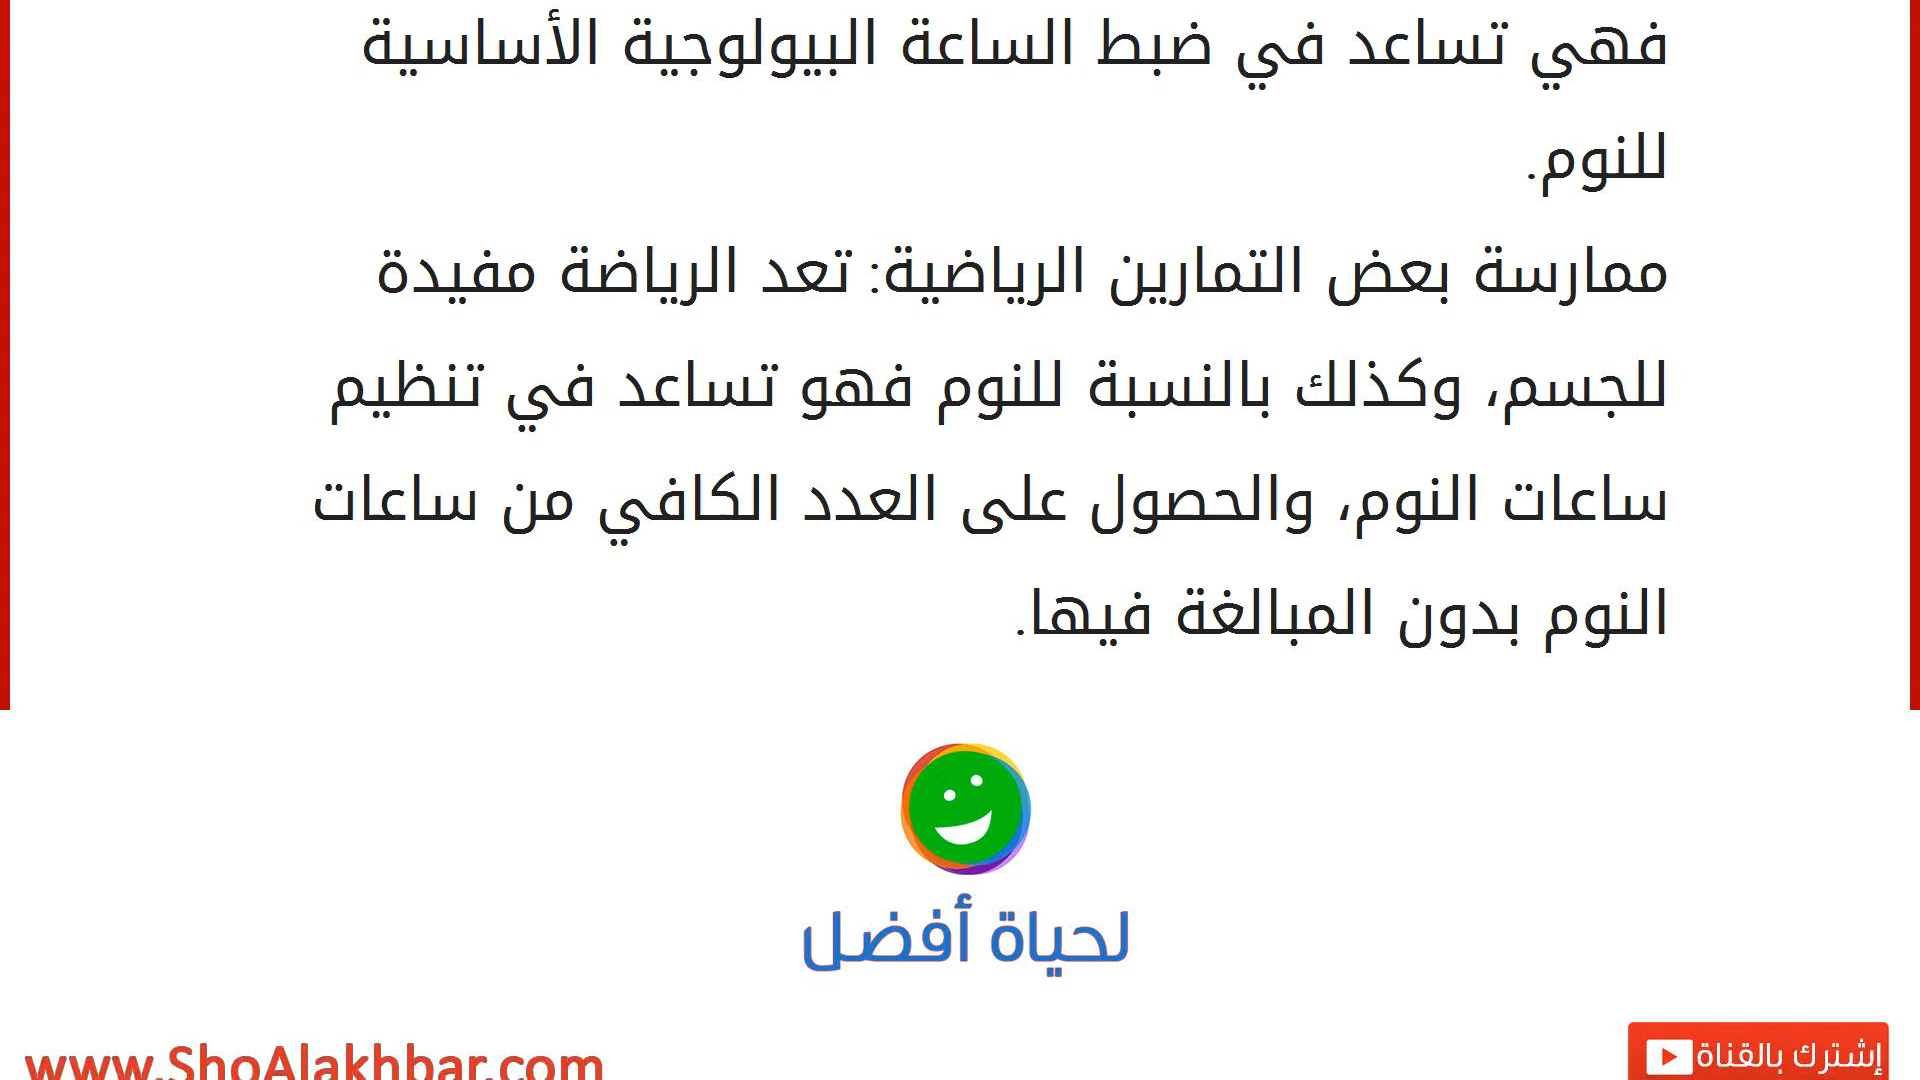 فهي تساعد في ضبط الساعة البيولوجية الأساسية
للنوم.
ممارسة بعض التمارين الرياضية: تعد الرياضة مفيدة
للجسم، وكذلك بالنسبة للنوم فهو تساعد في تنظيم
ساعات النوم، والحصول على العدد الكافي من ساعات
النوم بدون المبالغة فيها.
لحياة أفضل
www.ShoAlakhbar.com
إشترك بالقناة